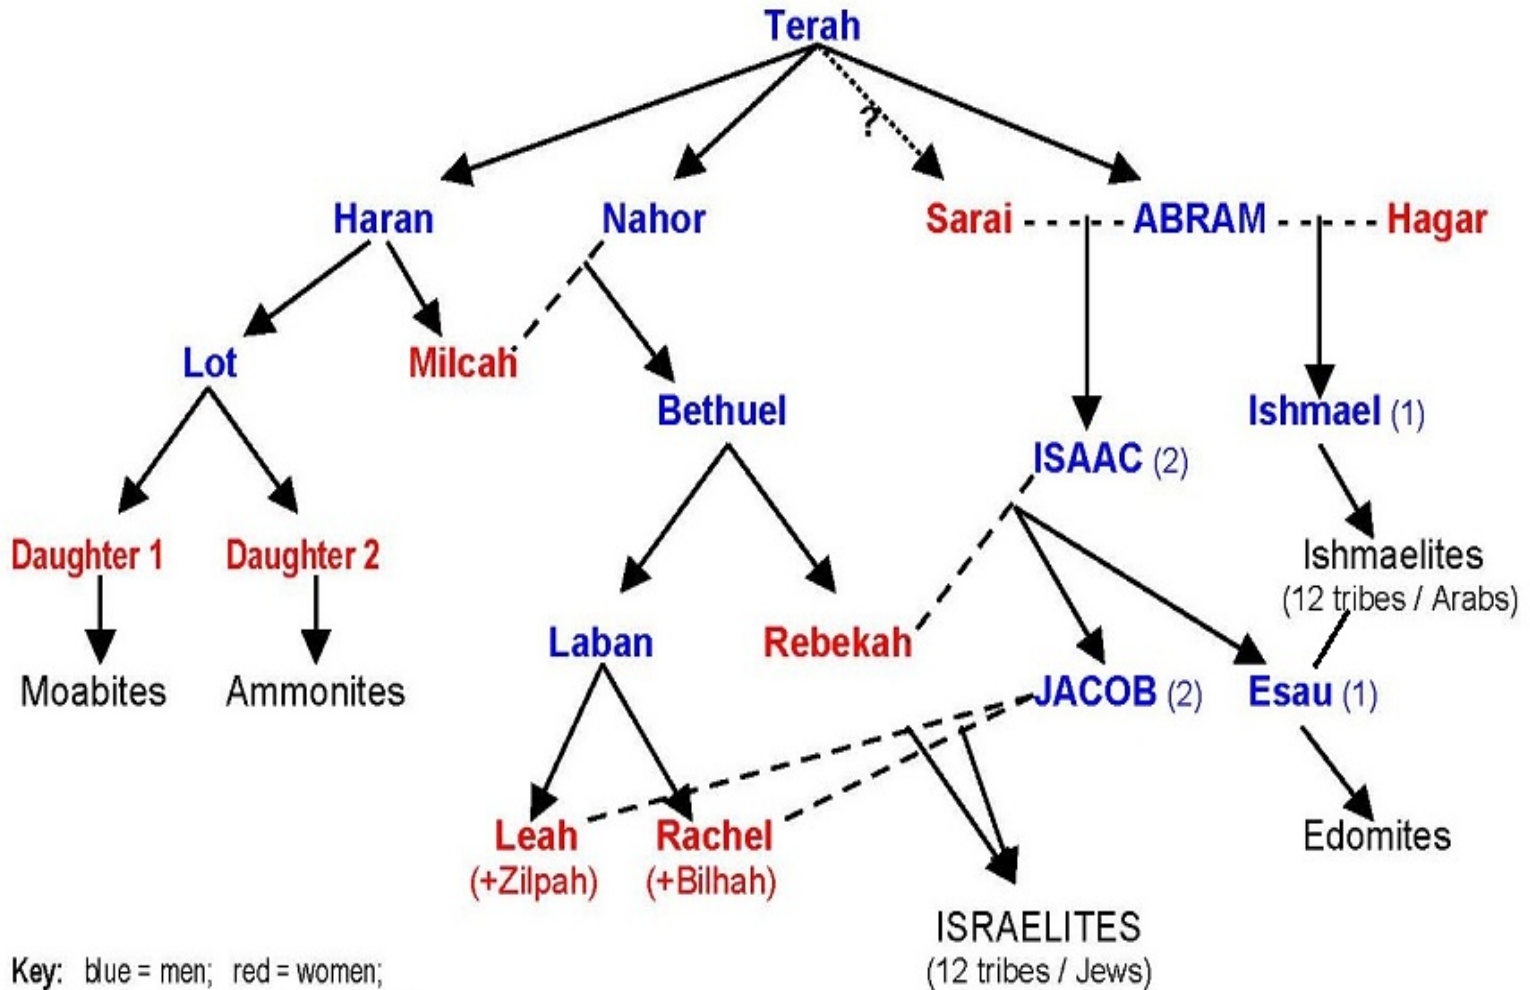 Terah
?
Haran Nahor Sarai ABRAM Hagar
Lot Milcah
Bethuel Ishmael (1)
ISAAC (2)
Daughter 1 Daughter 2 Ishmaelites
(12 tribes / Arabs)
Laban Rebekah
Moabites Ammonites JACOB (2) Esau (1)
Leah Rachel Edomites
(+Zilpah) (+Bilhah)
ISRAELITES
(12 tribes / Jews)
Key: blue = men; red = women;